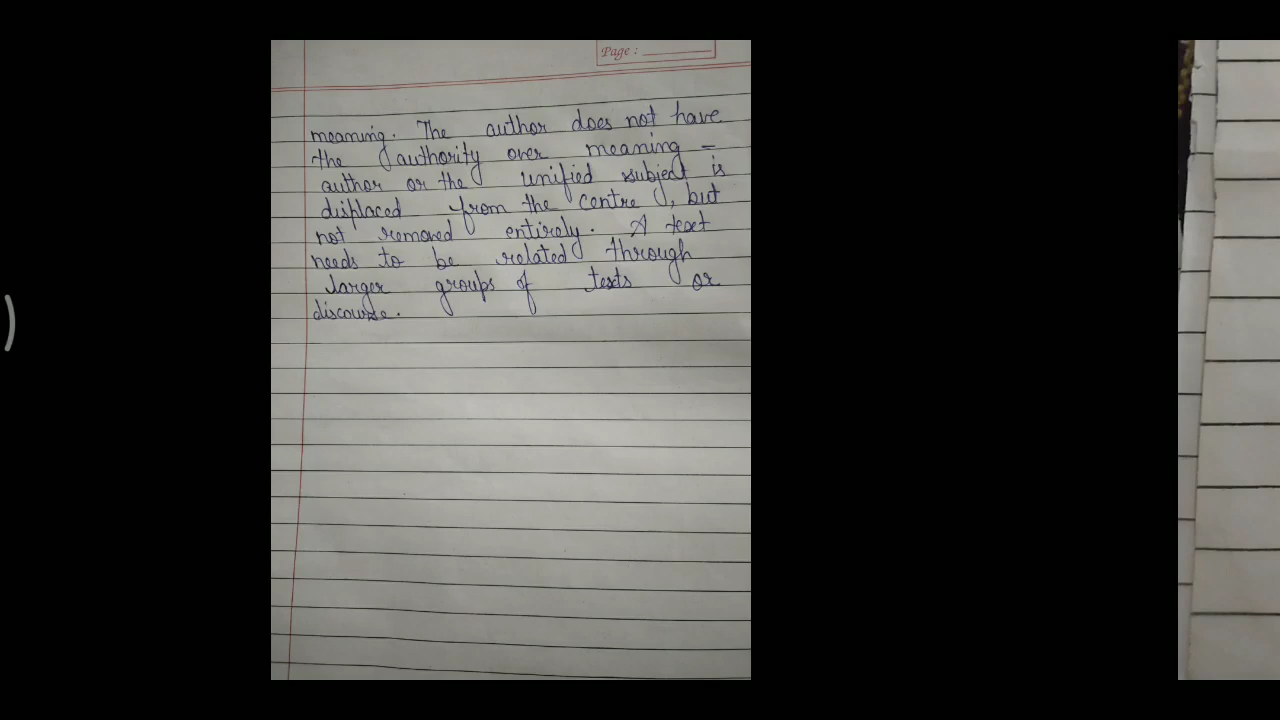 Page :
meaning. The author does not have
the authority over meaning -
author or the unified subject is
displaced from the centre, but
not removed entirely. A text
needs to be related through
larger groups of texts or
discourse.